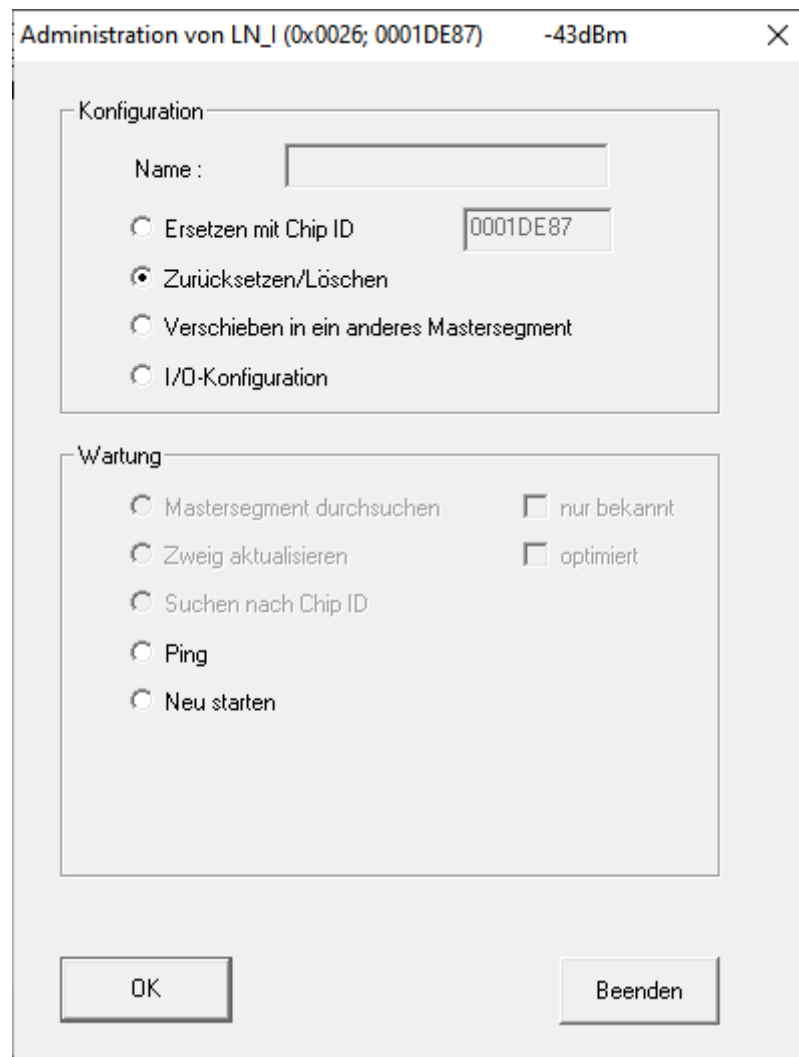 Administration von LN_I (0x0026; 0001DE87) -43dBm
Konfiguration
Name :
Ersetzen mit Chip ID 0001DE87
Zurücksetzen/Löschen
Verschieben in ein anderes Mastersegment
I/O-Konfiguration
Wartung
Mastersegment durchsuchen nur bekannt
Zweig aktualisieren optimiert
Suchen nach Chip ID
Ping
Neu starten
OK Beenden